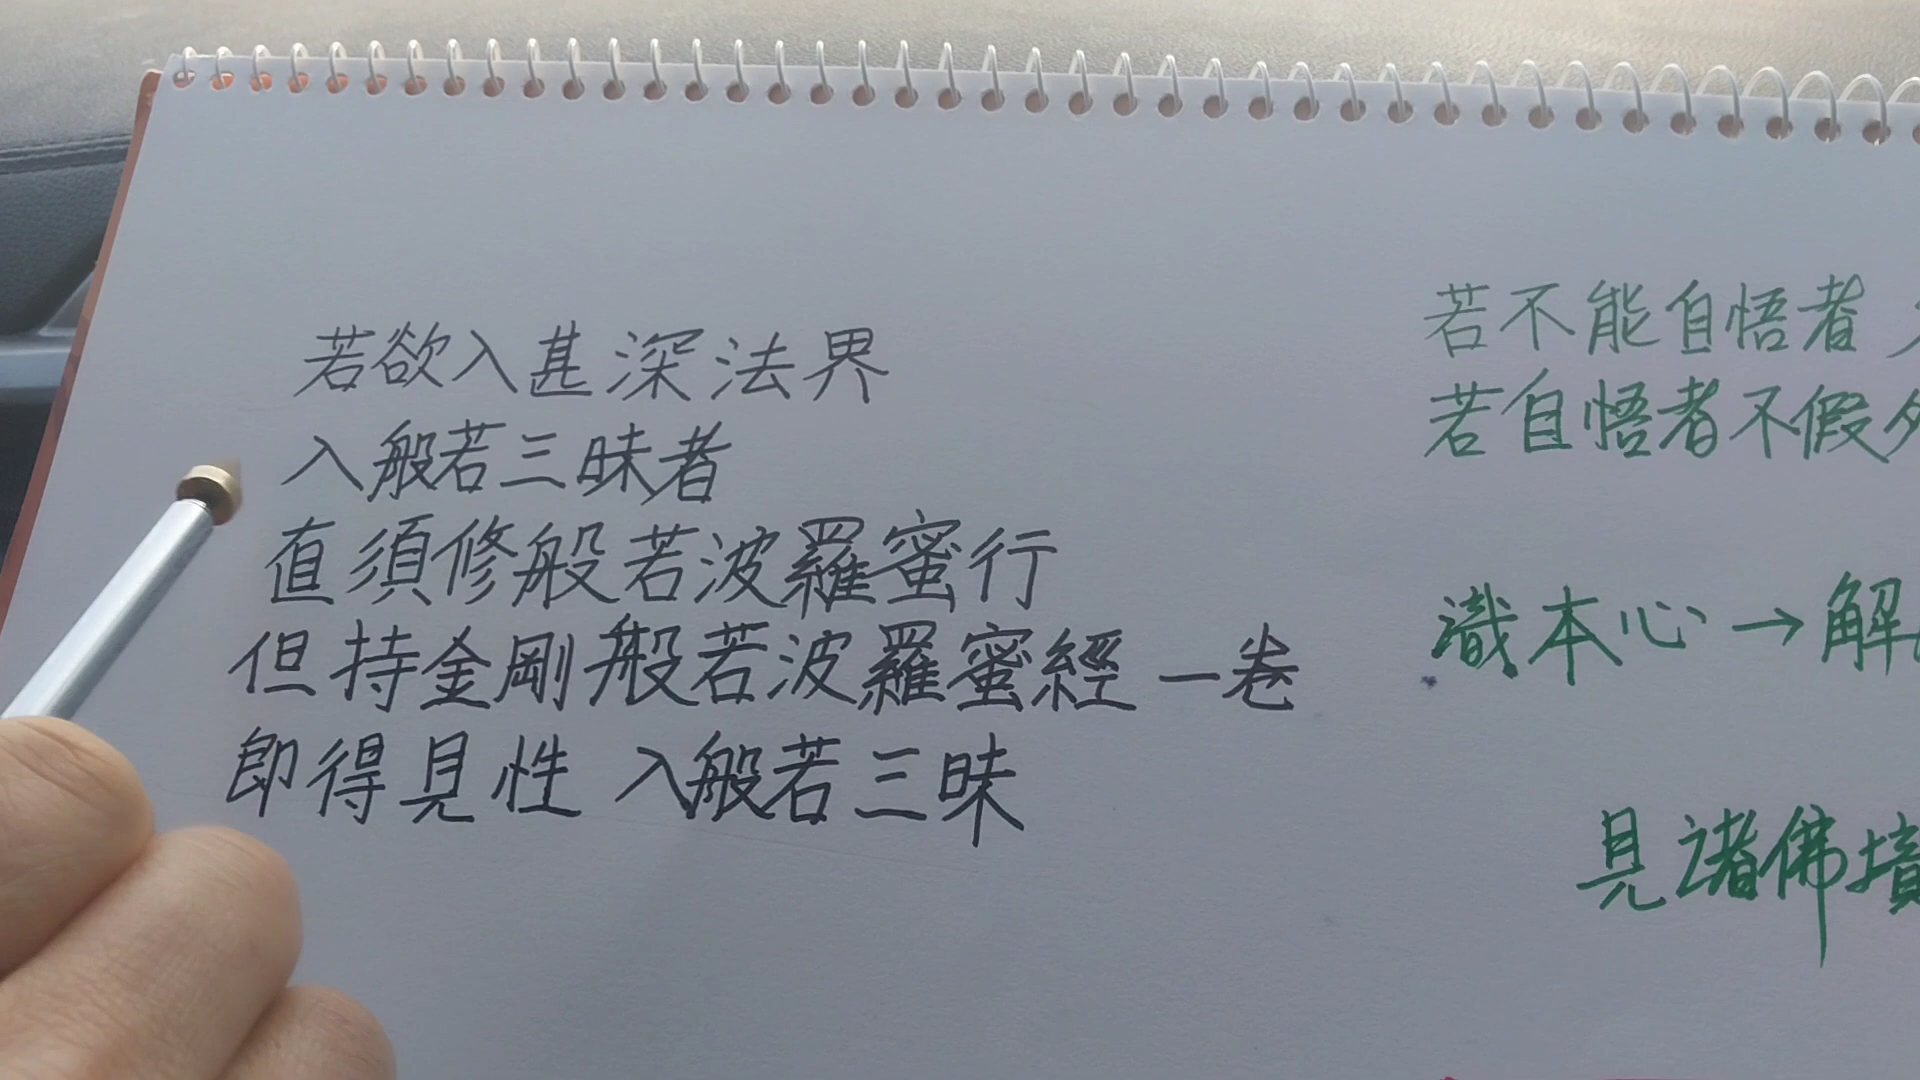 若欲入甚深法界
入般若三昧者
直須修般若波羅蜜行
但持金剛般若波羅蜜經一卷
即得見性 入般若三昧
若不能自悟者
若自悟者不假外
識本心→解
見諸佛境